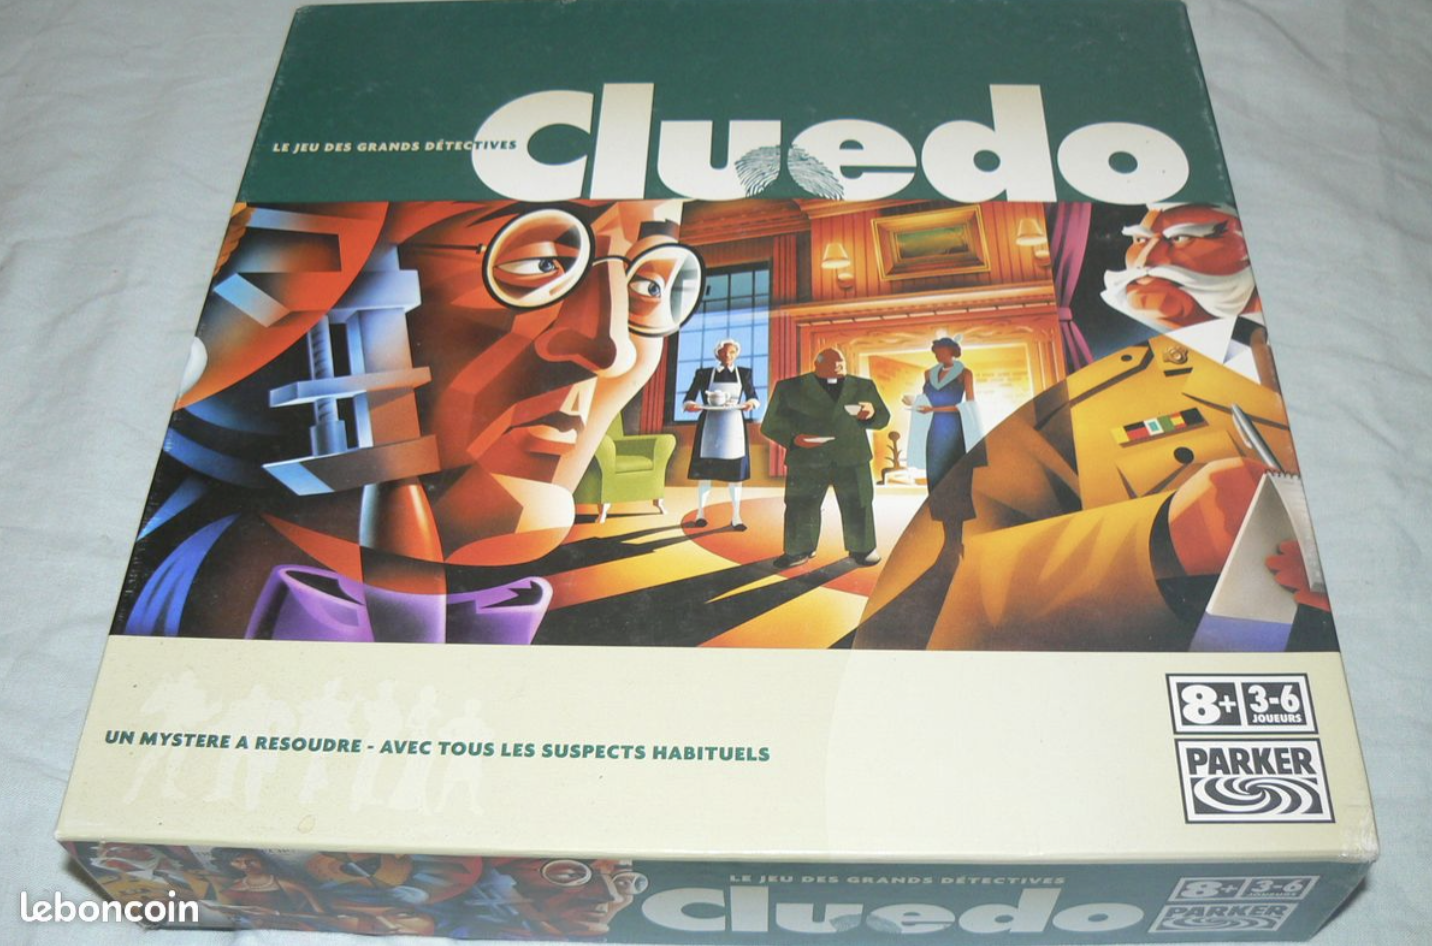 Cluedo
LE JEU DES GRANDS DÉTECTIVES
UN MYSTERE A RESOUDRE - AVEC TOUS LES SUSPECTS HABITUELS
8+
3-6
JOUEURS
PARKER
LE JEU DES GRANDS DÉTECTIVES
Cluedo
8+
3-6
JOUEURS
PARKER
leboncoin